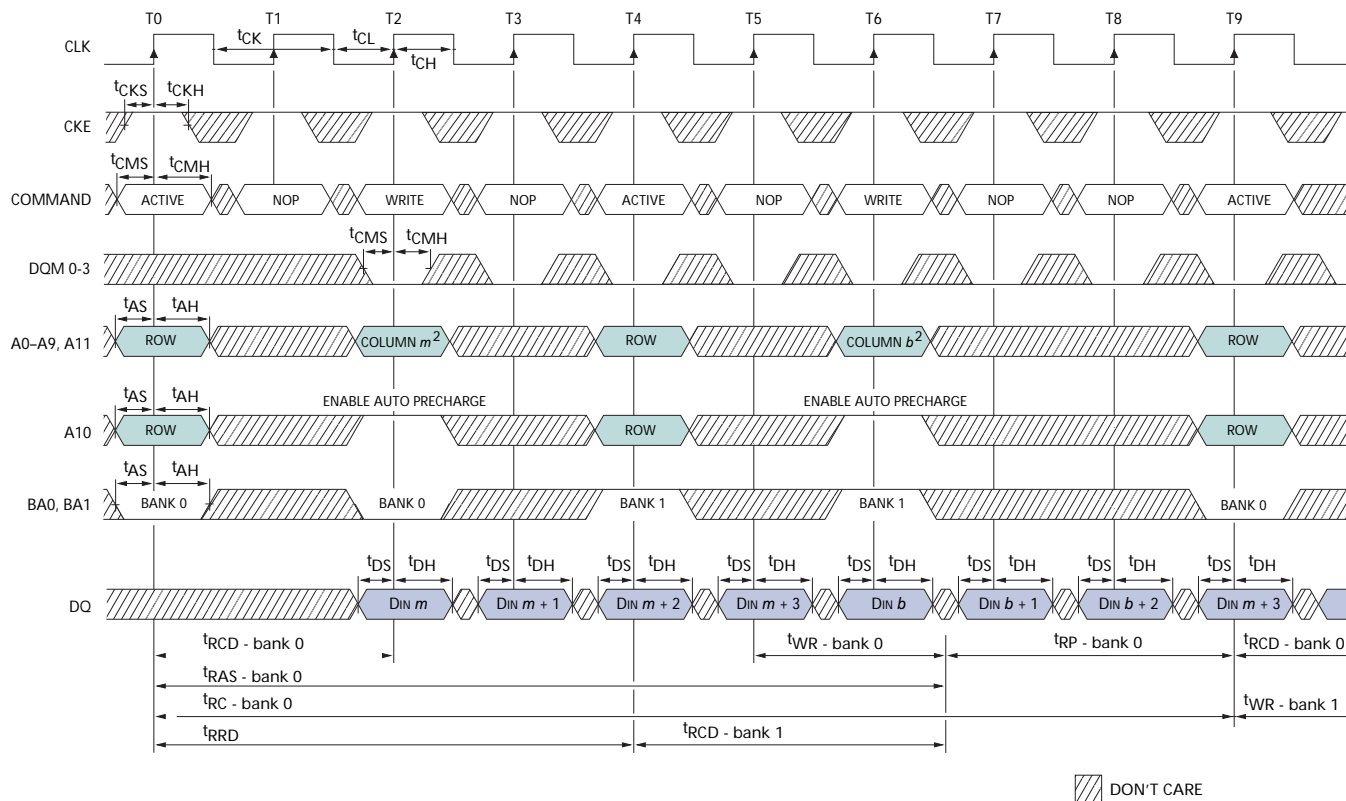 T0 T1 T2 T3 T4 T5 T6 T7 T8 T9
CLK
tCK tCL
tCH
tCKS tCKH
CKE
tCMS tCMH
COMMAND ACTIVE NOP WRITE NOP ACTIVE NOP WRITE NOP NOP ACTIVE
tCMS tCMH
DQM 0-3
tAS tAH
A0–A9, A11 ROW COLUMN m² ROW COLUMN b² ROW
tAS tAH
ENABLE AUTO PRECHARGE ENABLE AUTO PRECHARGE
A10 ROW ROW ROW
tAS tAH
BA0, BA1 BANK 0 BANK 0 BANK 1 BANK 1 BANK 0
tDS tDH tDS tDH tDS tDH tDS tDH tDS tDH tDS tDH tDS tDH tDS tDH
DQ DIN m DIN m + 1 DIN m + 2 DIN m + 3 DIN b DIN b + 1 DIN b + 2 DIN m + 3
tRCD - bank 0 tWR - bank 0 tRP - bank 0 tRCD - bank 0
tRAS - bank 0
tRC - bank 0 tWR - bank 1
tRRD tRCD - bank 1
DON'T CARE